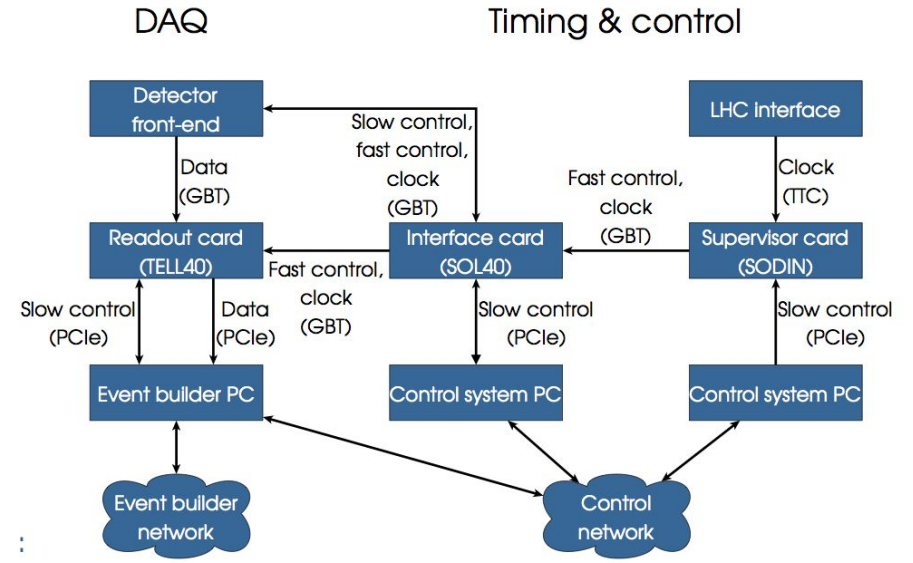 DAQ
Timing & control
Detector
front-end
LHC interface
Slow control,
fast control,
clock
(GBT)
Data
(GBT)
Clock
(TTC)
Fast control,
clock
(GBT)
Readout card
(TELL40)
Interface card
(SOL40)
Supervisor card
(SODIN)
Fast control,
clock
(GBT)
Slow control
(PCIe)
Data
(PCIe)
Slow control
(PCIe)
Slow control
(PCIe)
Event builder PC
Control system PC
Control system PC
Event builder
network
Control
network
: